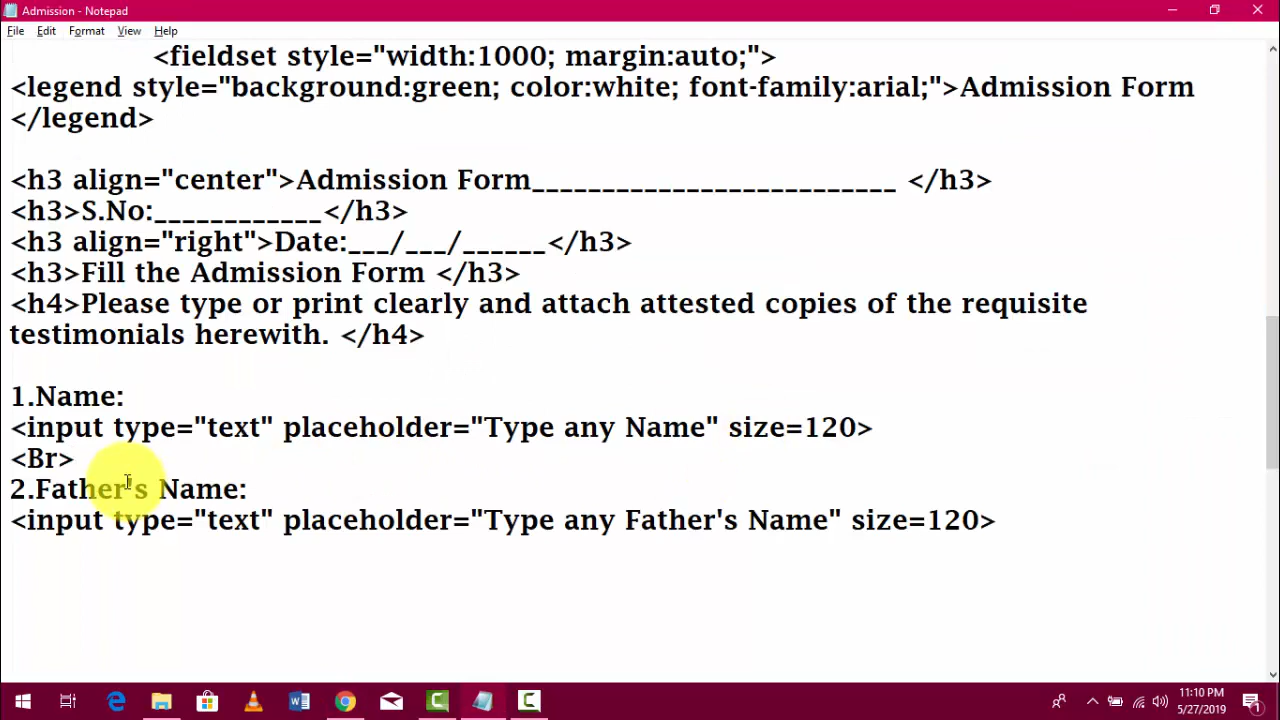 Admission - Notepad
File Edit Format View Help
<fieldset style="width:1000; margin:auto;">
<legend style="background:green; color:white; font-family:arial;">Admission Form
</legend>
<h3 align="center">Admission Form__________________________ </h3>
<h3>S.No:____________</h3>
<h3 align="right">Date:___/___/______</h3>
<h3>Fill the Admission Form </h3>
<h4>Please type or print clearly and attach attested copies of the requisite
testimonials herewith. </h4>
1.Name:
<input type="text" placeholder="Type any Name" size=120>
<Br>
2.Father's Name:
<input type="text" placeholder="Type any Father's Name" size=120>
11:10 PM
5/27/2019
1